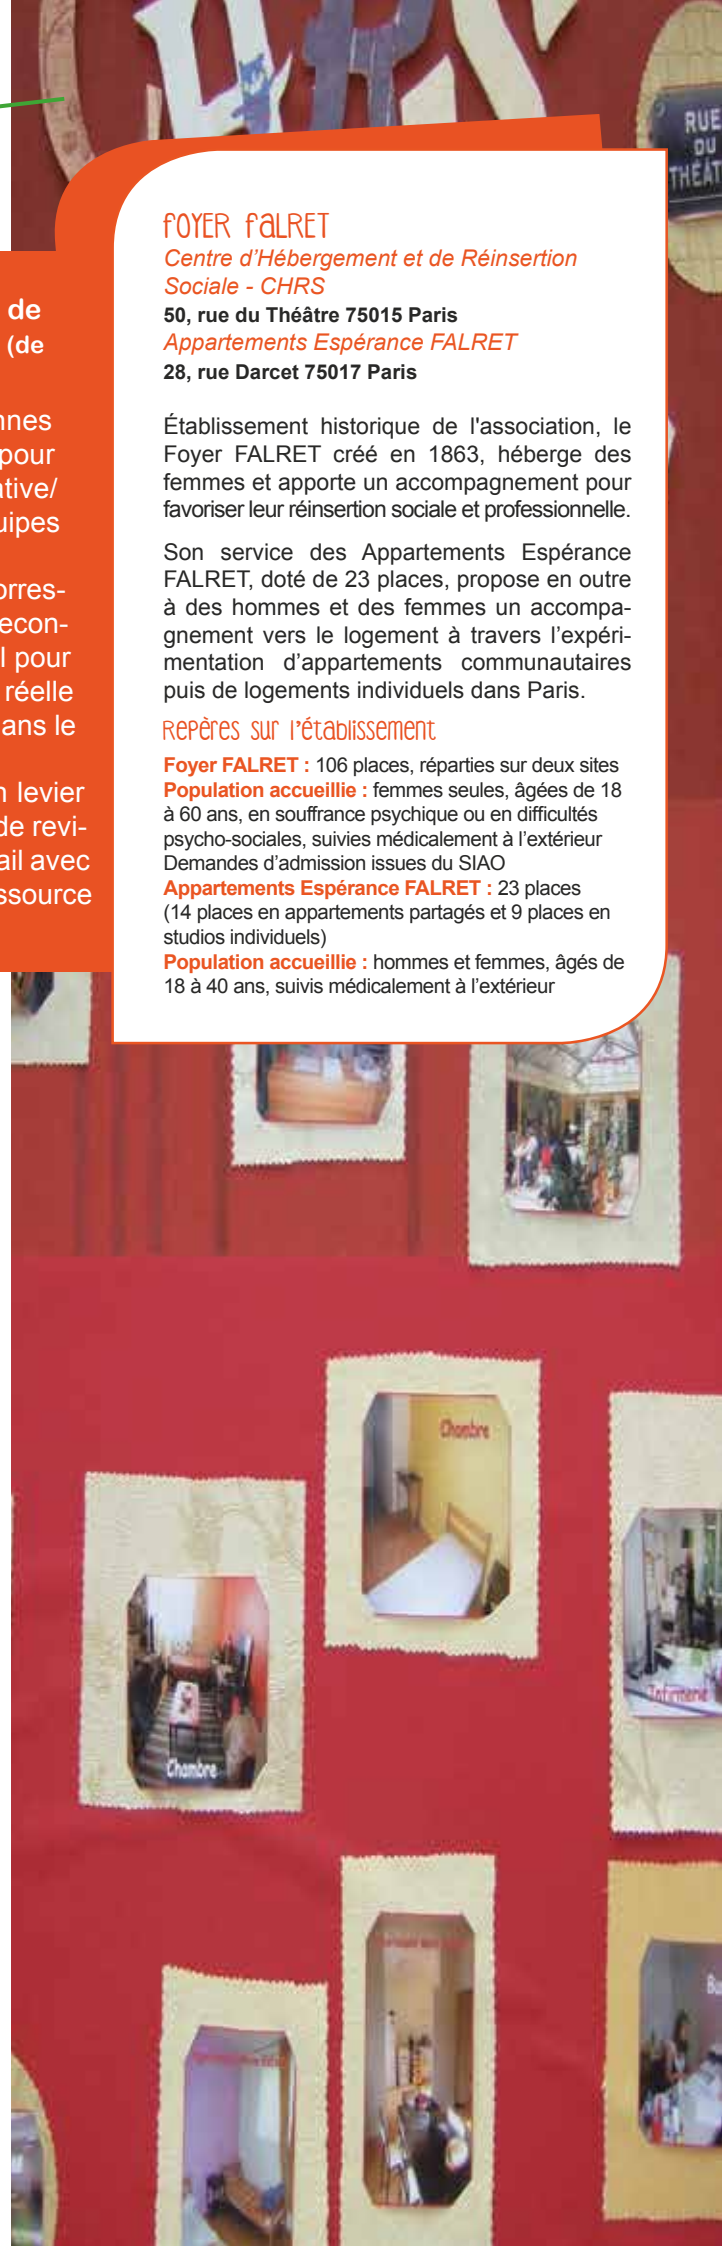 RUE
DU
THÉÂT
de
(de
nnes
pour
ative/
uipes
orres-
econ-
l pour
réelle
ans le
n levier
de revi-
ail avec
ssource
FOYER FALRET
Centre d'Hébergement et de Réinsertion
Sociale - CHRS
50, rue du Théâtre 75015 Paris
Appartements Espérance FALRET
28, rue Darcet 75017 Paris
Établissement historique de l'association, le
Foyer FALRET créé en 1863, héberge des
femmes et apporte un accompagnement pour
favoriser leur réinsertion sociale et professionnelle.
Son service des Appartements Espérance
FALRET, doté de 23 places, propose en outre
à des hommes et des femmes un accompa-
gnement vers le logement à travers l'expéri-
mentation d'appartements communautaires
puis de logements individuels dans Paris.
Repères sur l'établissement
Foyer FALRET : 106 places, réparties sur deux sites
Population accueillie : femmes seules, âgées de 18
à 60 ans, en souffrance psychique ou en difficultés
psycho-sociales, suivies médicalement à l'extérieur
Demandes d'admission issues du SIAO
Appartements Espérance FALRET : 23 places
(14 places en appartements partagés et 9 places en
studios individuels)
Population accueillie : hommes et femmes, âgés de
18 à 40 ans, suivis médicalement à l'extérieur
Chambre
Chambre
Infirmerie
Bu